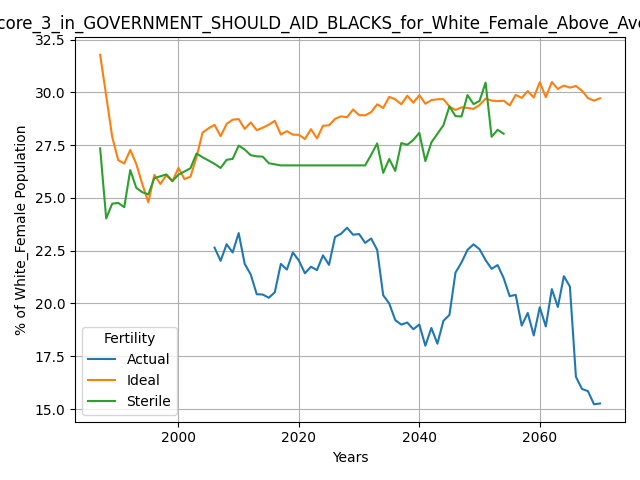 core_3_in_GOVERNMENT_SHOULD_AID_BLACKS_for_White_Female_Above_Ave
32.5
30.0
27.5
25.0
22.5
20.0
17.5
15.0
% of White_Female Population
Fertility
Actual
Ideal
Sterile
2000
2020
2040
2060
Years